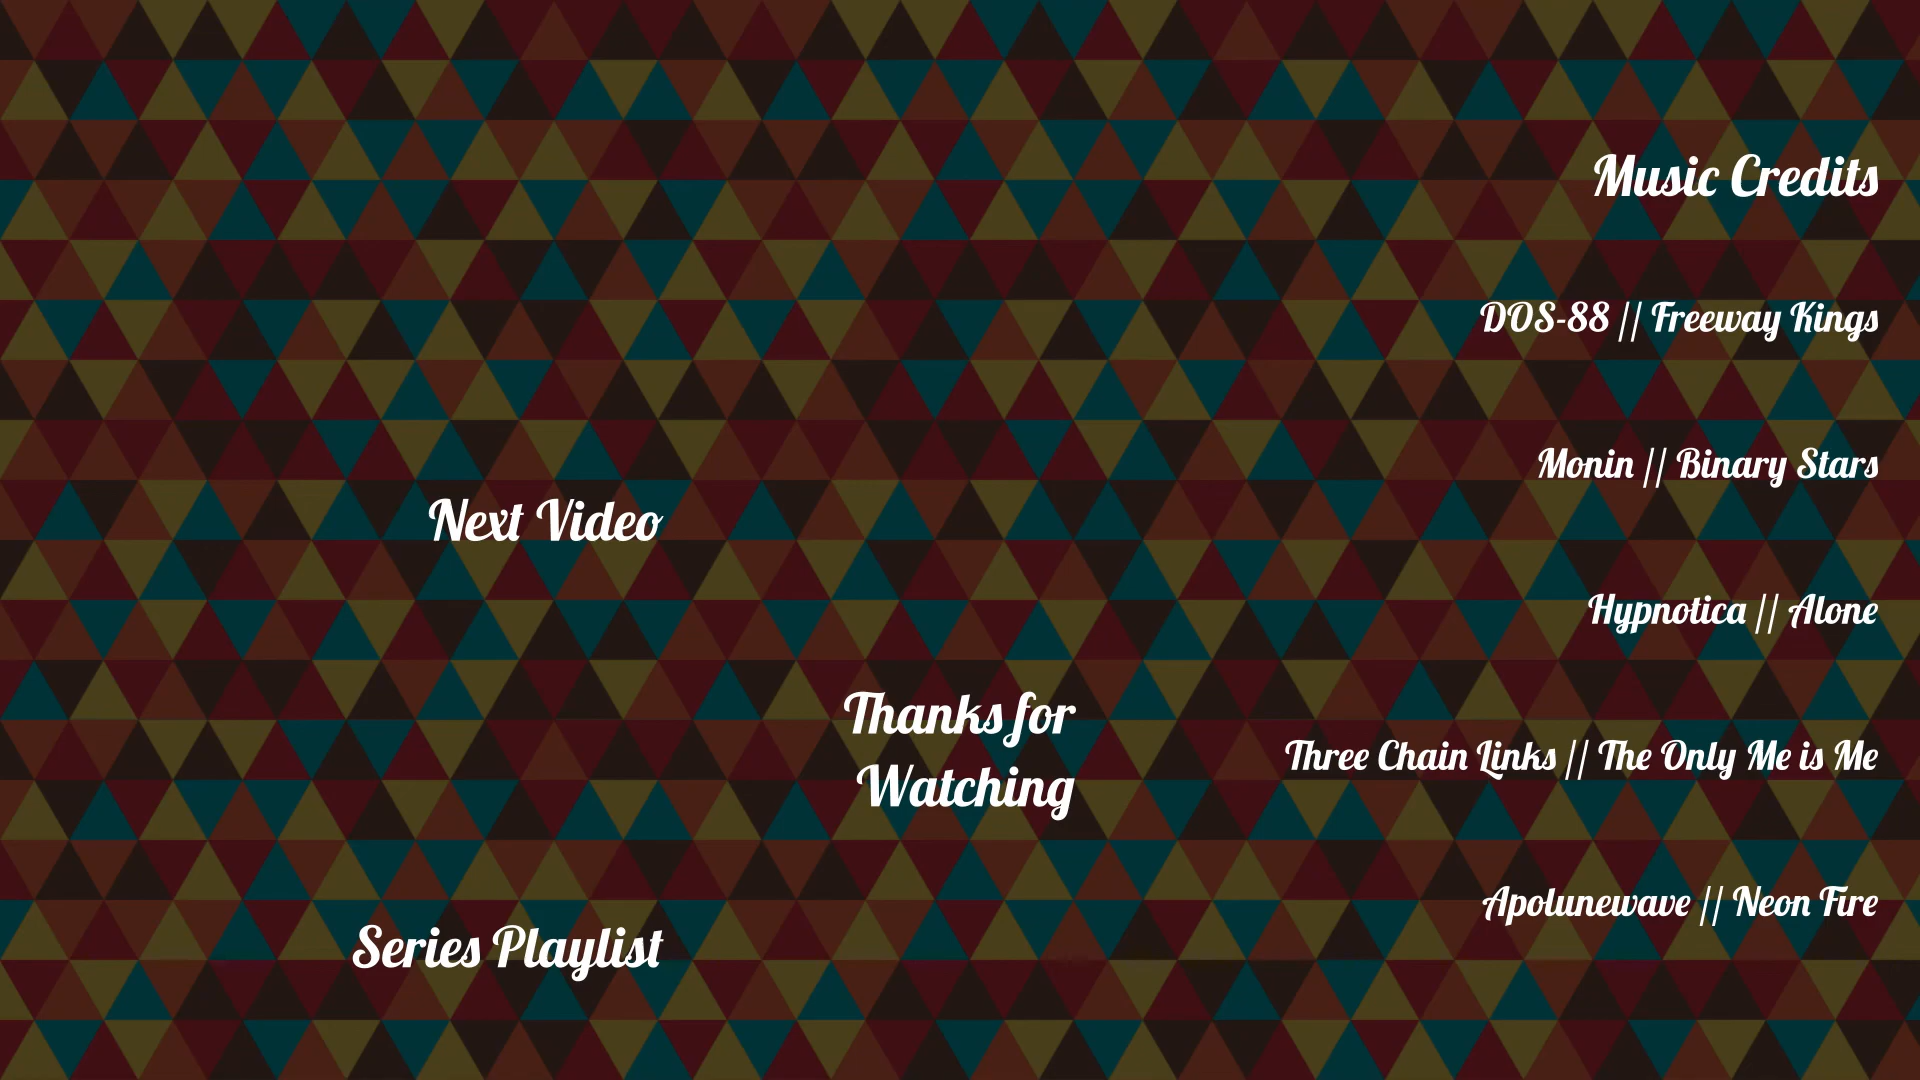 Next Video
Series Playlist
Thanks for
Watching
Music Credits
DOS-88 // Freeway Kings
Monin // Binary Stars
Hypnotica // Alone
Three Chain Links // The Only Me is Me
Apolunewave // Neon Fire